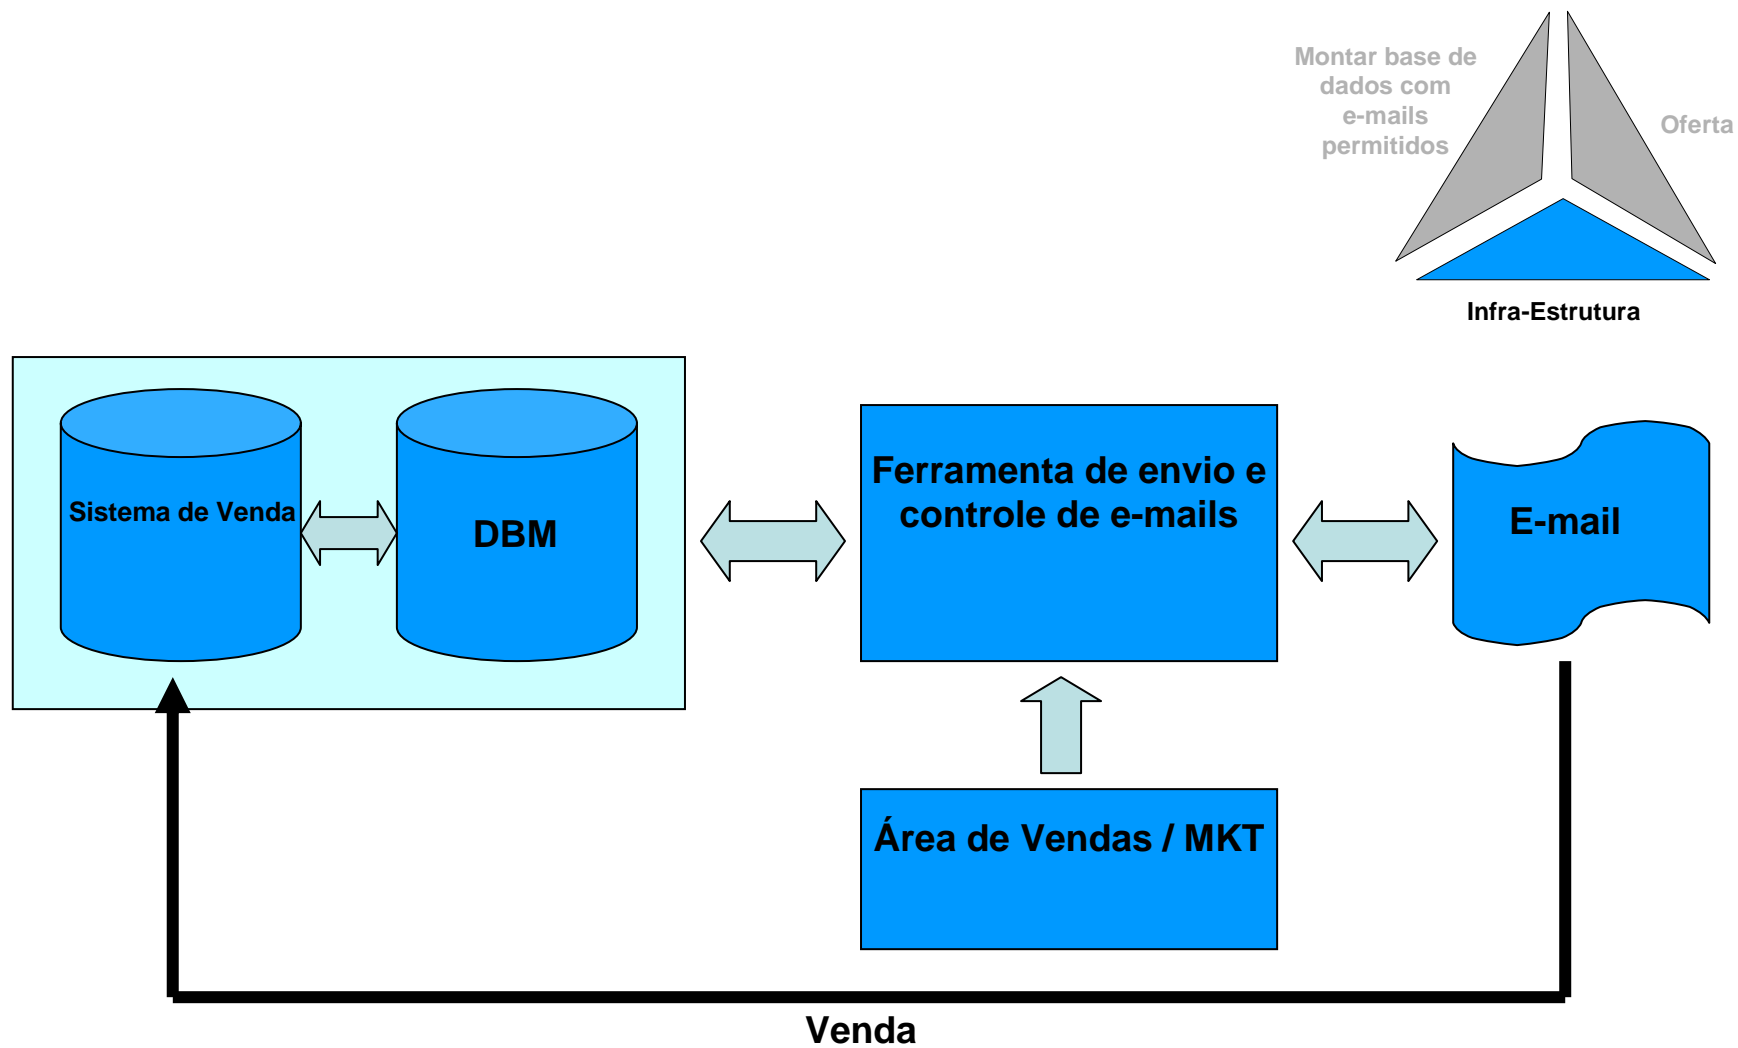 Montar base de
dados com
e-mails
permitidos
Oferta
Infra-Estrutura
Sistema de Venda
DBM
Ferramenta de envio e
controle de e-mails
E-mail
Área de Vendas / MKT
Venda